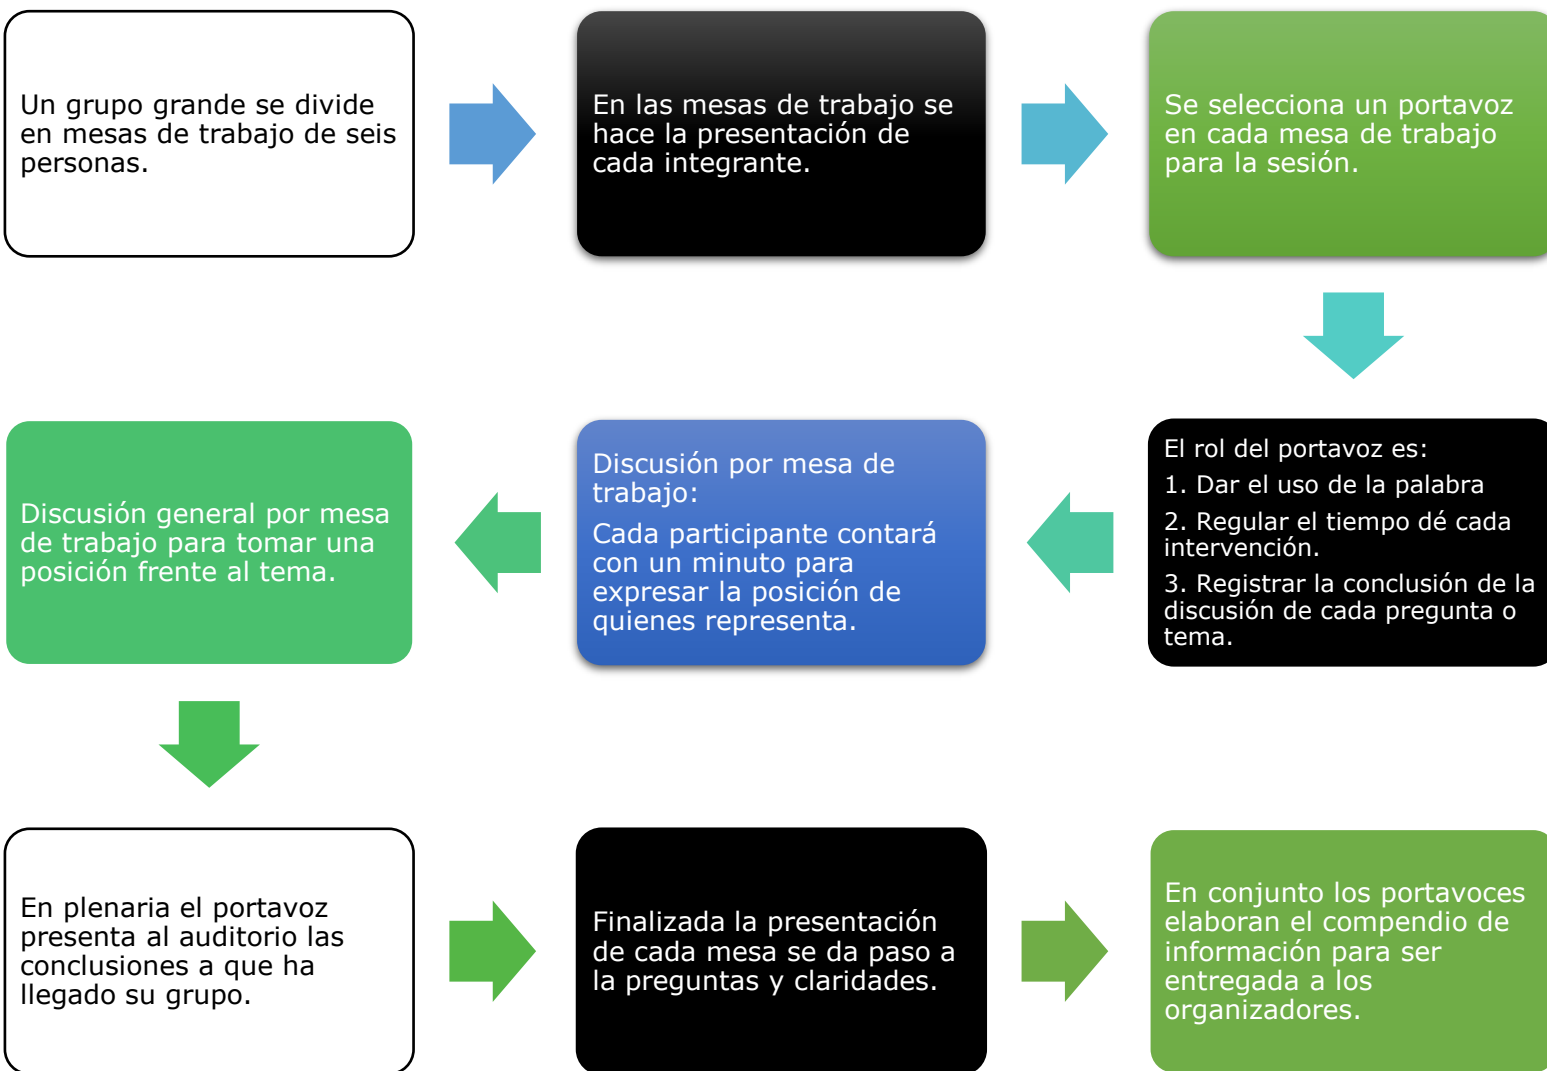 Un grupo grande se divide
en mesas de trabajo de seis
personas.
En las mesas de trabajo se
hace la presentación de
cada integrante.
Se selecciona un portavoz
en cada mesa de trabajo
para la sesión.
El rol del portavoz es:
1. Dar el uso de la palabra
2. Regular el tiempo dé cada
intervención.
3. Registrar la conclusión de la
discusión de cada pregunta o
tema.
Discusión por mesa de
trabajo:
Cada participante contará
con un minuto para
expresar la posición de
quienes representa.
Discusión general por mesa
de trabajo para tomar una
posición frente al tema.
En plenaria el portavoz
presenta al auditorio las
conclusiones a que ha
llegado su grupo.
Finalizada la presentación
de cada mesa se da paso a
la preguntas y claridades.
En conjunto los portavoces
elaboran el compendio de
información para ser
entregada a los
organizadores.